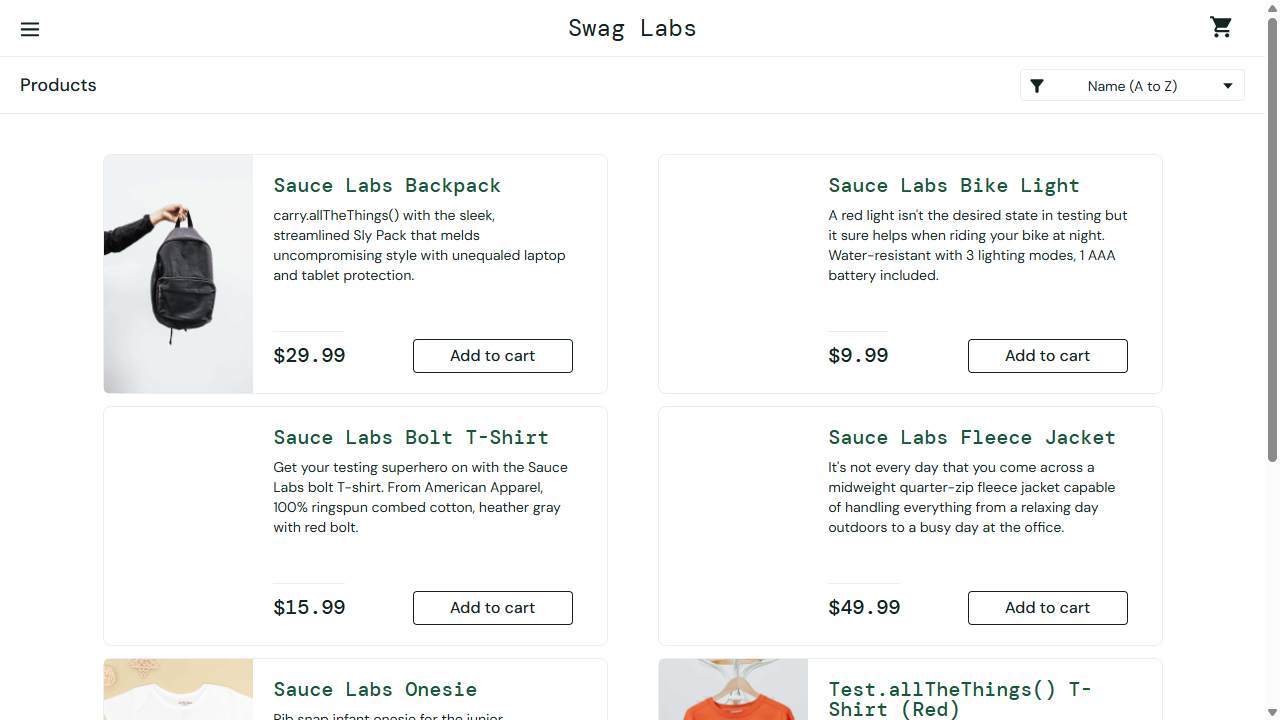 Swag Labs
Products
Name (A to Z)
Sauce Labs Backpack
carry.allTheThings() with the sleek,
streamlined Sly Pack that melds
uncompromising style with unequaled laptop
and tablet protection.
$29.99
Add to cart
Sauce Labs Bike Light
A red light isn't the desired state in testing but
it sure helps when riding your bike at night.
Water-resistant with 3 lighting modes, 1 AAA
battery included.
$9.99
Add to cart
Sauce Labs Bolt T-Shirt
Get your testing superhero on with the Sauce
Labs bolt T-shirt. From American Apparel,
100% ringspun combed cotton, heather gray
with red bolt.
$15.99
Add to cart
Sauce Labs Fleece Jacket
It's not every day that you come across a
midweight quarter-zip fleece jacket capable
of handling everything from a relaxing day
outdoors to a busy day at the office.
$49.99
Add to cart
Sauce Labs Onesie
Rib snap infant onesie for the junior
Test.allTheThings() T-
Shirt (Red)